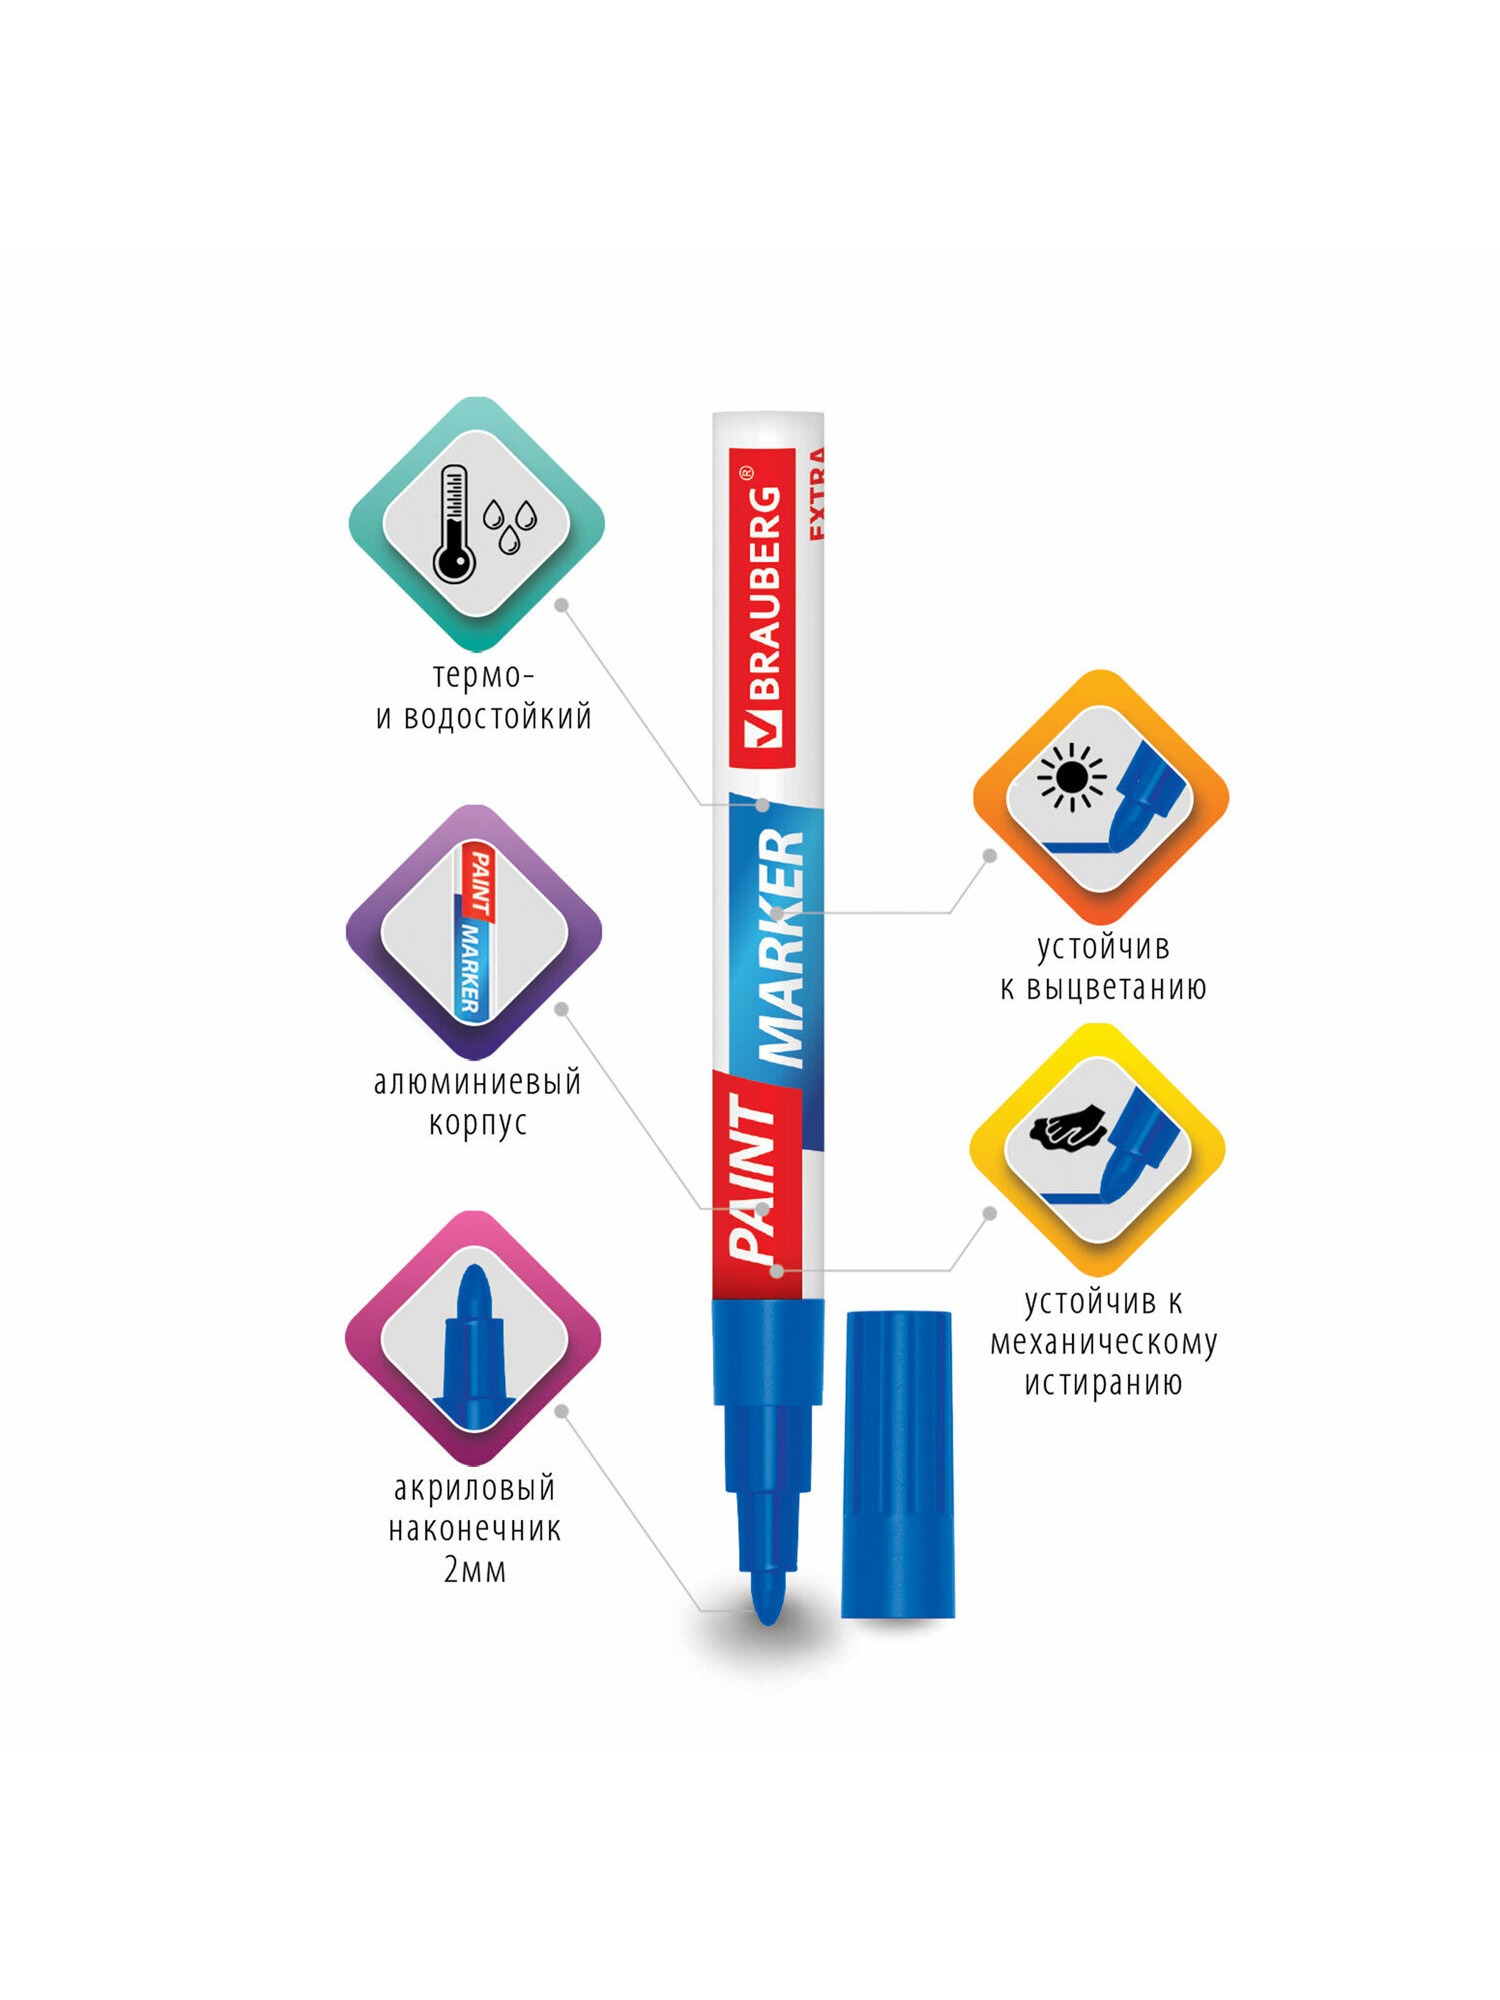 термо-
и водостойкий
PAINT MARKER
алюминиевый
корпус
акриловый
наконечник
2мм
BRAUBERG®
EXTRA
MARKER
PAINT
устойчив
к выцветанию
устойчив к
механическому
истиранию